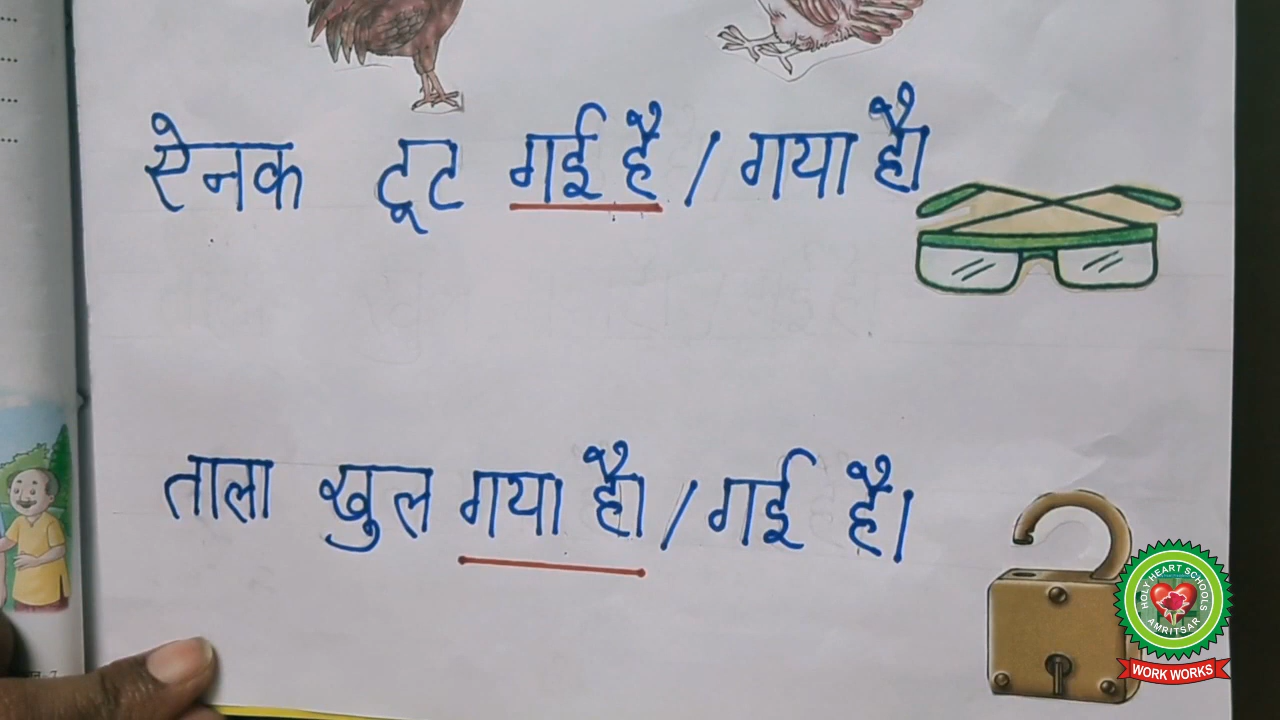 ऐनक टूट गई है / गया है।
ताला खुल गया है। / गई है।
HOLY HEART SCHOOLS
AMRITSAR
WORK WORKS